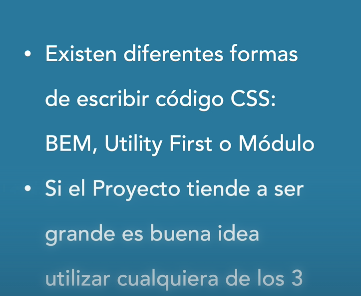 • Existen diferentes formas
de escribir código CSS:
BEM, Utility First o Módulo
• Si el Proyecto tiende a ser
grande es buena idea
utilizar cualquiera de los 3